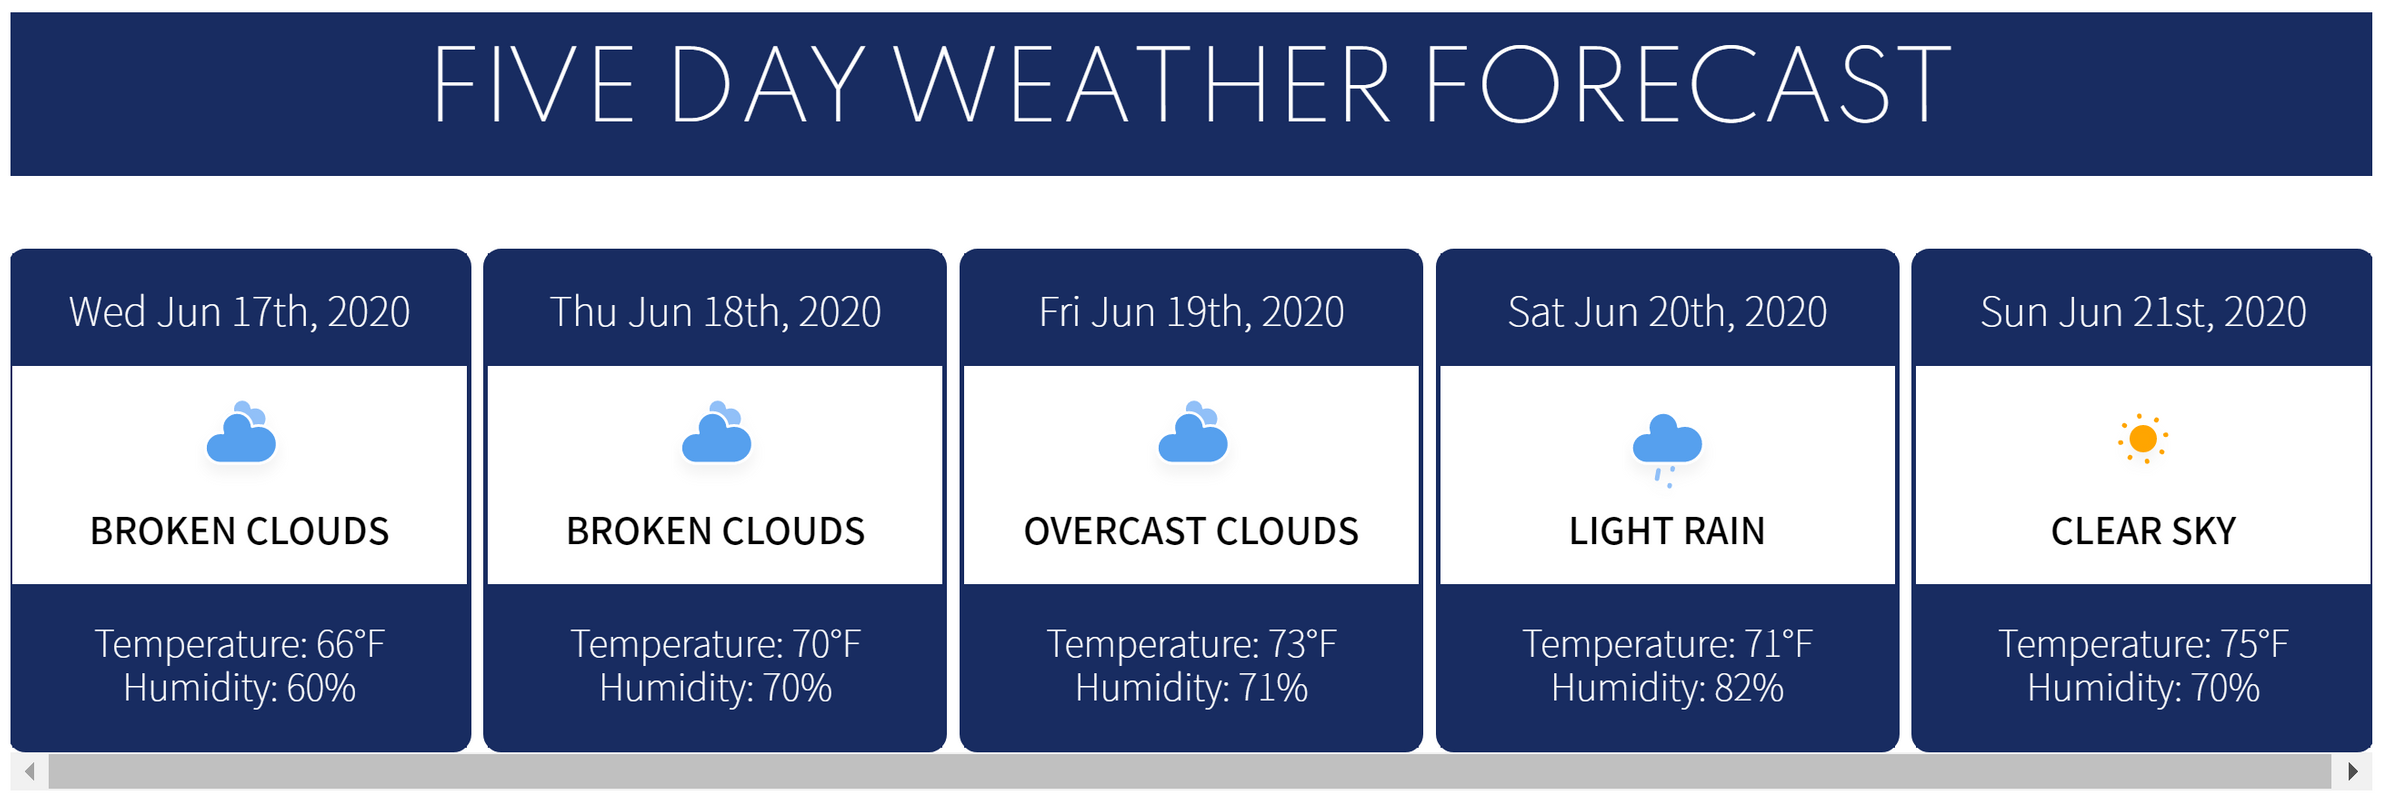 FIVE DAY WEATHER FORECAST
Wed Jun 17th, 2020
BROKEN CLOUDS
Temperature: 66°F
Humidity: 60%
Thu Jun 18th, 2020
BROKEN CLOUDS
Temperature: 70°F
Humidity: 70%
Fri Jun 19th, 2020
OVERCAST CLOUDS
Temperature: 73°F
Humidity: 71%
Sat Jun 20th, 2020
LIGHT RAIN
Temperature: 71°F
Humidity: 82%
Sun Jun 21st, 2020
CLEAR SKY
Temperature: 75°F
Humidity: 70%